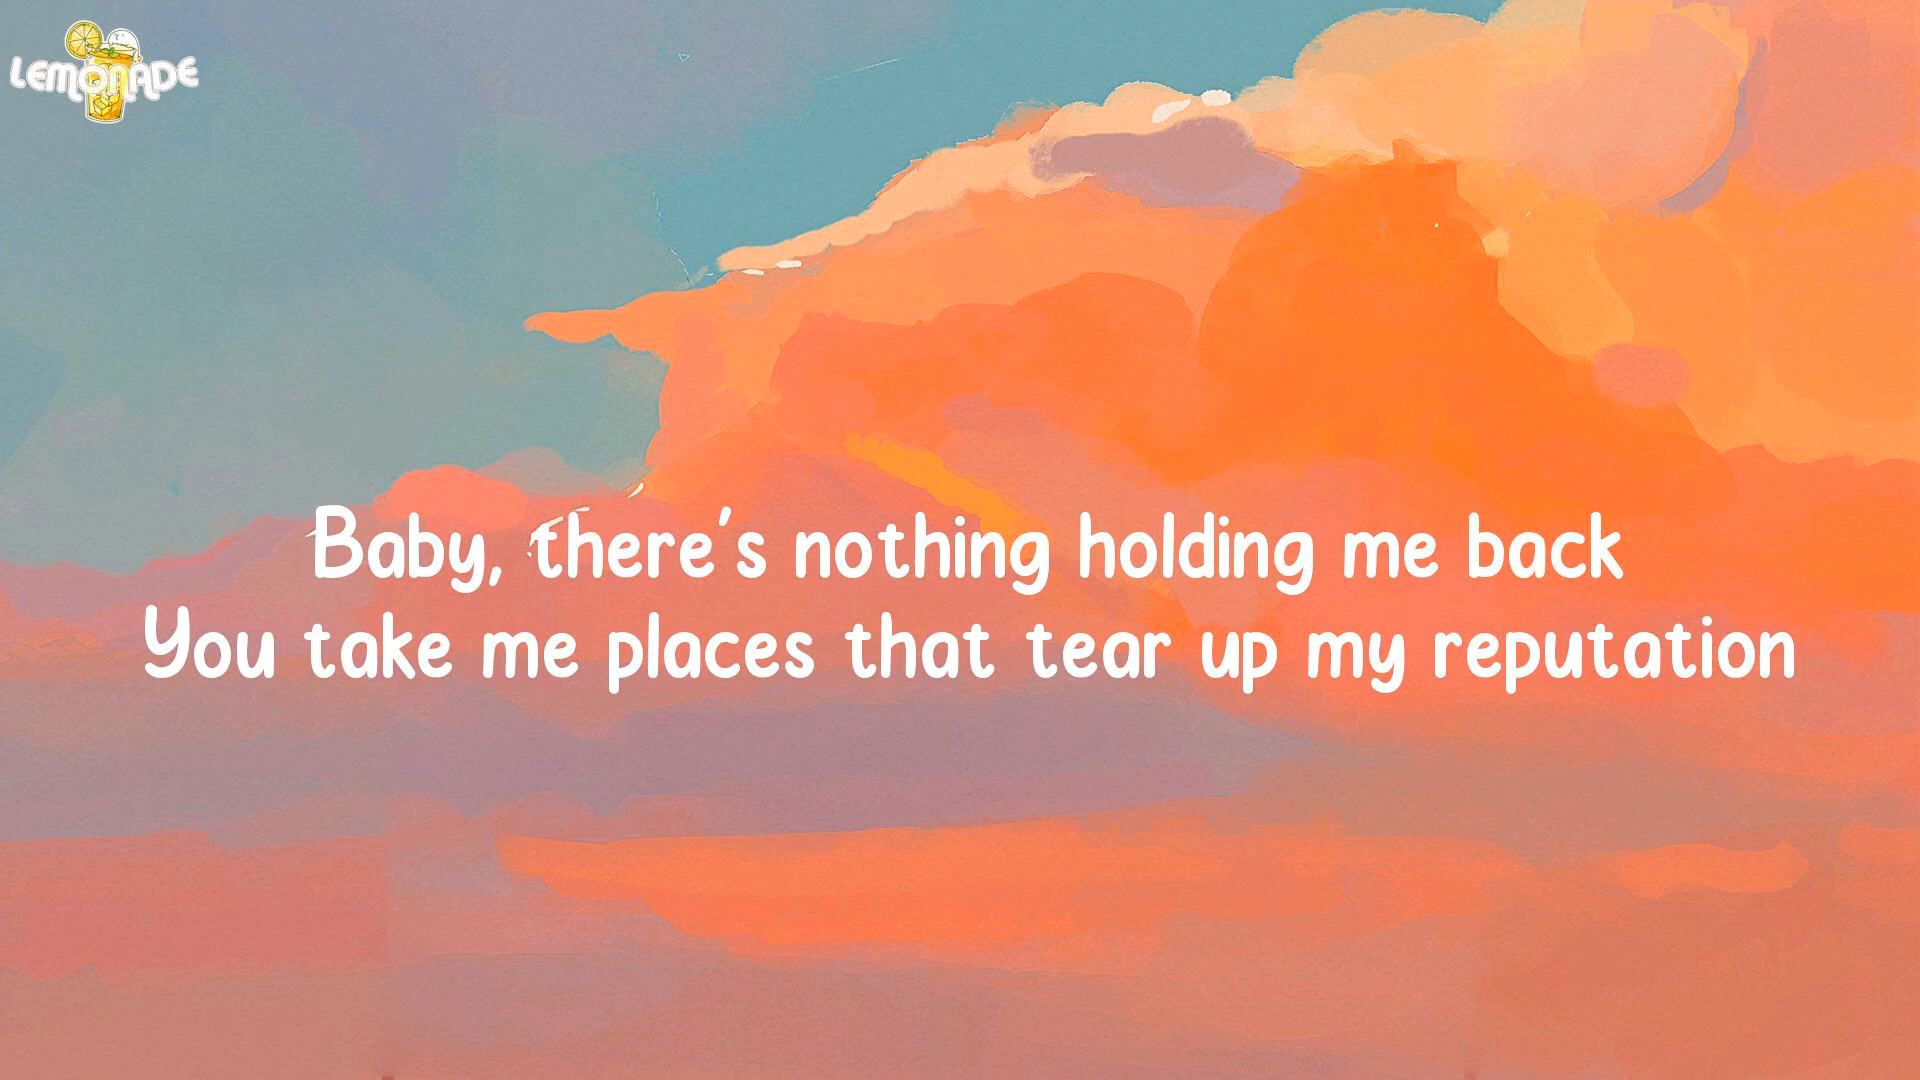 LEMONADE
Baby, there's nothing holding me back
You take me places that tear up my reputation